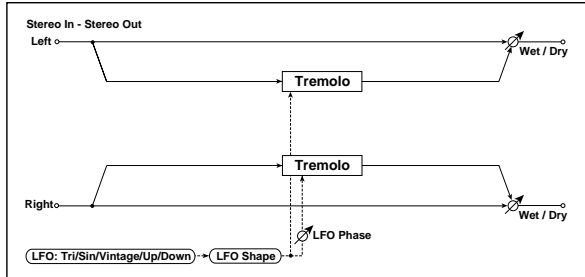 Stereo In - Stereo Out
Left
Wet / Dry
Tremolo
Tremolo
Right
LFO Phase
Wet / Dry
LFO: Tri/Sin/Vintage/Up/Down
LFO Shape